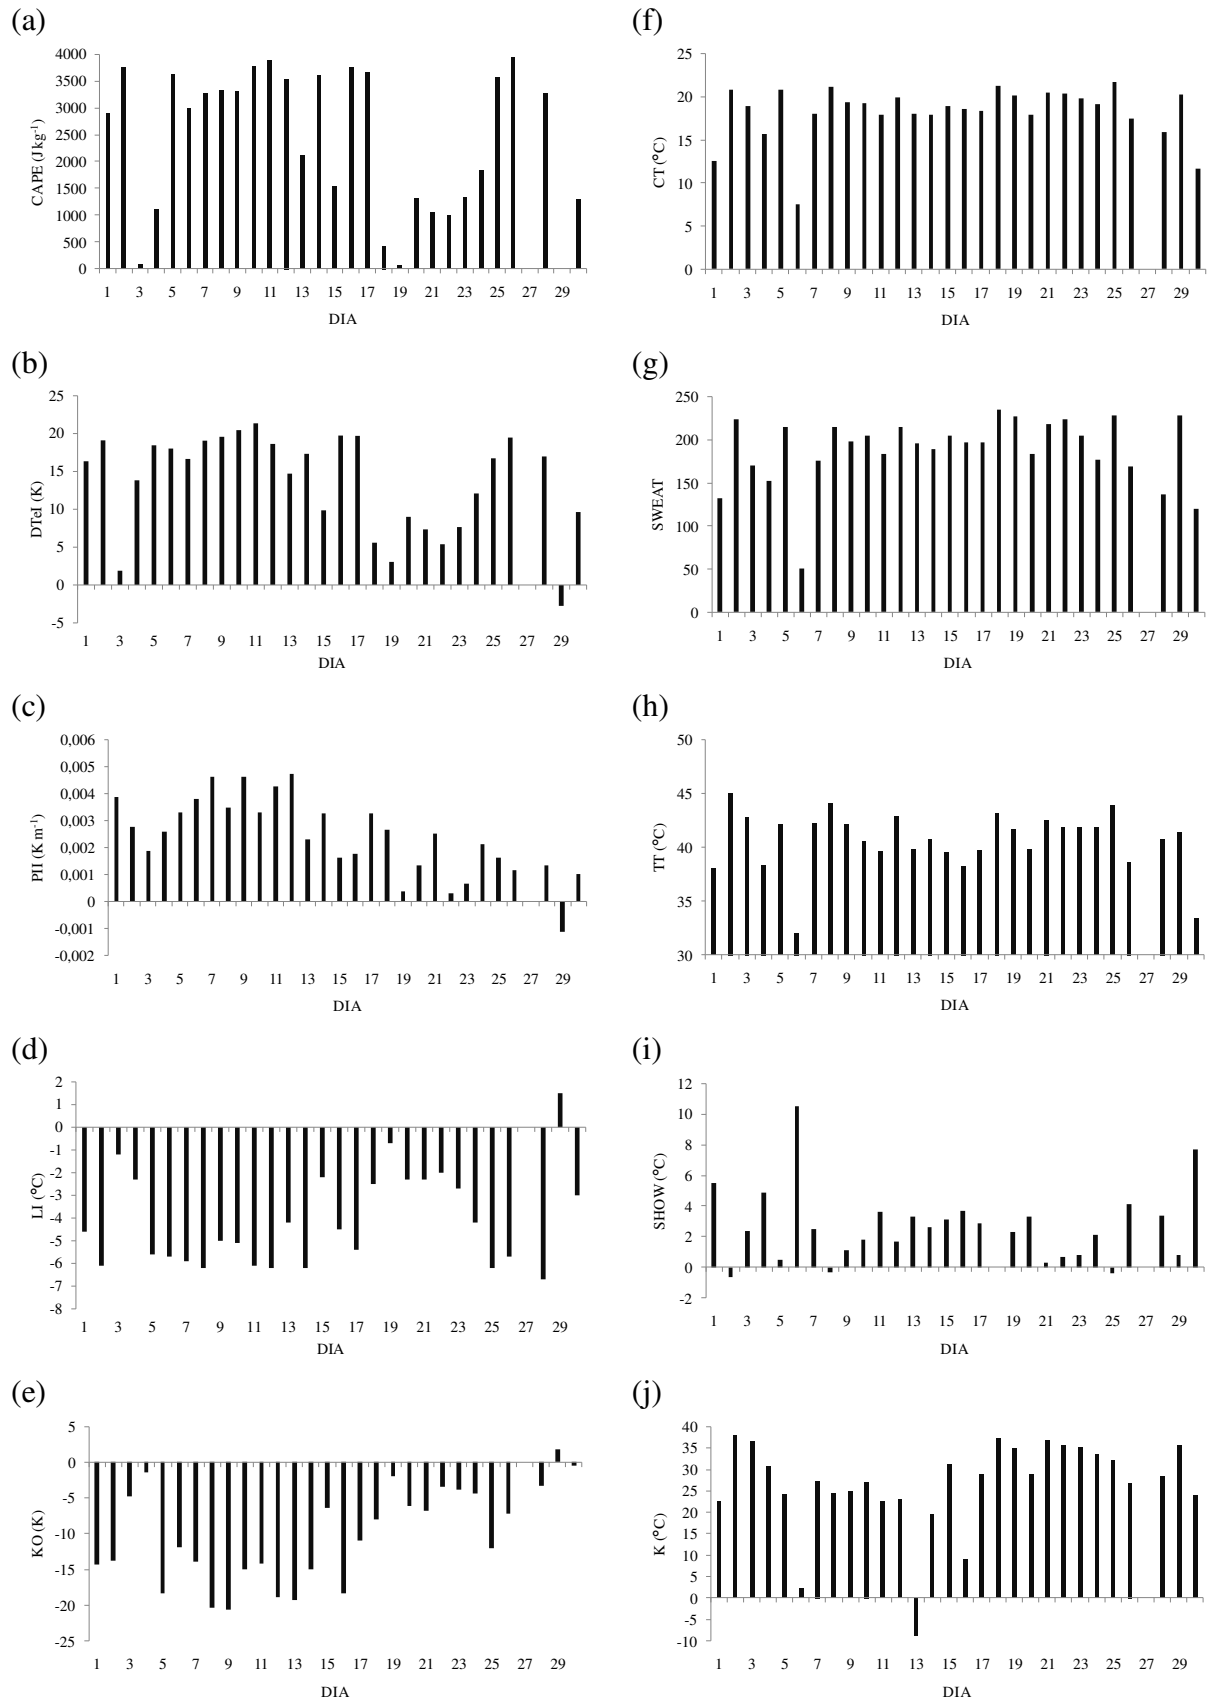 (a)
4000
3500
3000
2500
2000
1500
1000
500
0
CAPE (J kg⁻¹)
1 3 5 7 9 11 13 15 17 19 21 23 25 27 29
DIA
(f)
25
20
15
10
5
0
CT (°C)
1 3 5 7 9 11 13 15 17 19 21 23 25 27 29
DIA
(b)
25
20
15
10
5
0
-5
DTeI (K)
1 3 5 7 9 11 13 15 17 19 21 23 25 27 29
DIA
(g)
250
200
150
100
50
0
SWEAT
1 3 5 7 9 11 13 15 17 19 21 23 25 27 29
DIA
(c)
0,006
0,005
0,004
0,003
0,002
0,001
0
-0,001
-0,002
PII (K m⁻¹)
1 3 5 7 9 11 13 15 17 19 21 23 25 27 29
DIA
(h)
50
45
40
35
30
TT (°C)
1 3 5 7 9 11 13 15 17 19 21 23 25 27 29
DIA
(d)
2
1
0
-1
-2
-3
-4
-5
-6
-7
-8
LI (°C)
1 3 5 7 9 11 13 15 17 19 21 23 25 27 29
DIA
(i)
12
10
8
6
4
2
0
-2
SHOW (°C)
1 3 5 7 9 11 13 15 17 19 21 23 25 27 29
DIA
(e)
5
0
-5
-10
-15
-20
-25
KO (K)
1 3 5 7 9 11 13 15 17 19 21 23 25 27 29
DIA
(j)
40
35
30
25
20
15
10
5
0
-5
-10
K (°C)
1 3 5 7 9 11 13 15 17 19 21 23 25 27 29
DIA